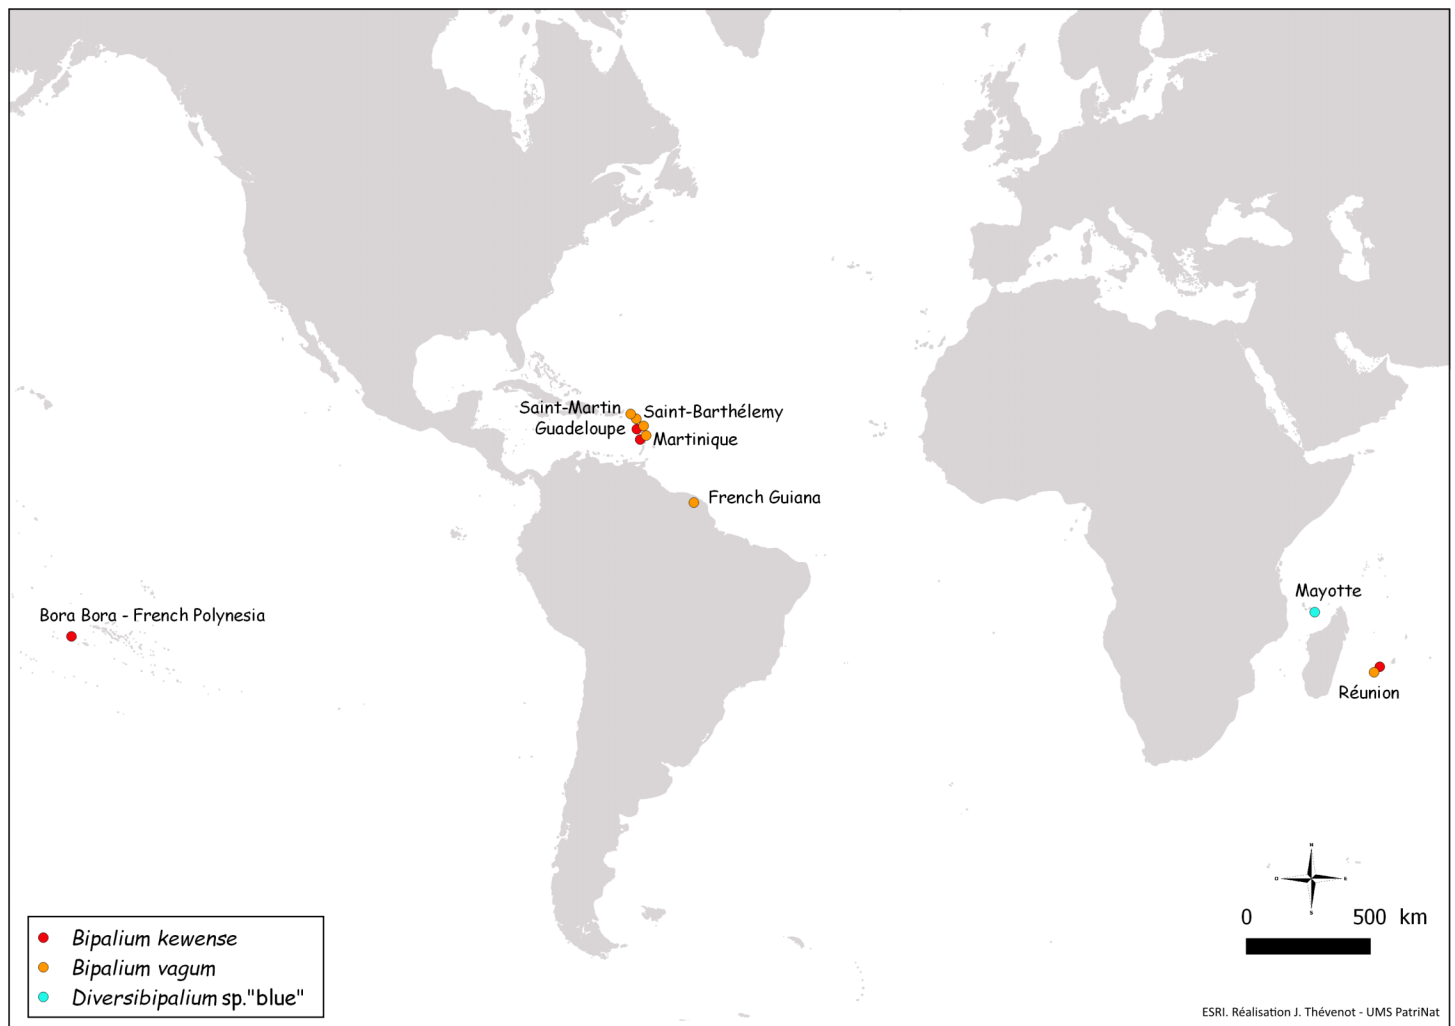 Saint-Martin
Saint-Barthélemy
Guadeloupe
Martinique
French Guiana
Mayotte
Bora Bora - French Polynesia
Réunion
N
O
E
S
0 500 km
Bipalium kewense
Bipalium vagum
Diversibipalium sp."blue"
ESRI. Réalisation J. Thévenot - UMS PatriNat